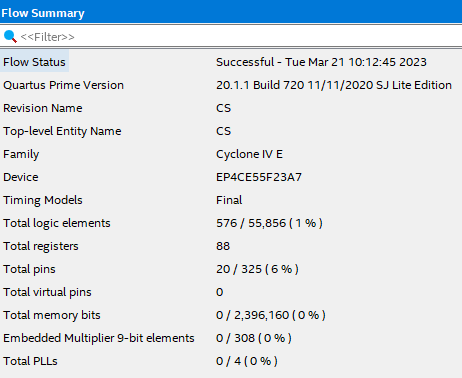 Flow Summary
<<Filter>>
Flow Status Successful - Tue Mar 21 10:12:45 2023
Quartus Prime Version 20.1.1 Build 720 11/11/2020 SJ Lite Edition
Revision Name CS
Top-level Entity Name CS
Family Cyclone IV E
Device EP4CE55F23A7
Timing Models Final
Total logic elements 576 / 55,856 ( 1 % )
Total registers 88
Total pins 20 / 325 ( 6 % )
Total virtual pins 0
Total memory bits 0 / 2,396,160 ( 0 % )
Embedded Multiplier 9-bit elements 0 / 308 ( 0 % )
Total PLLs 0 / 4 ( 0 % )